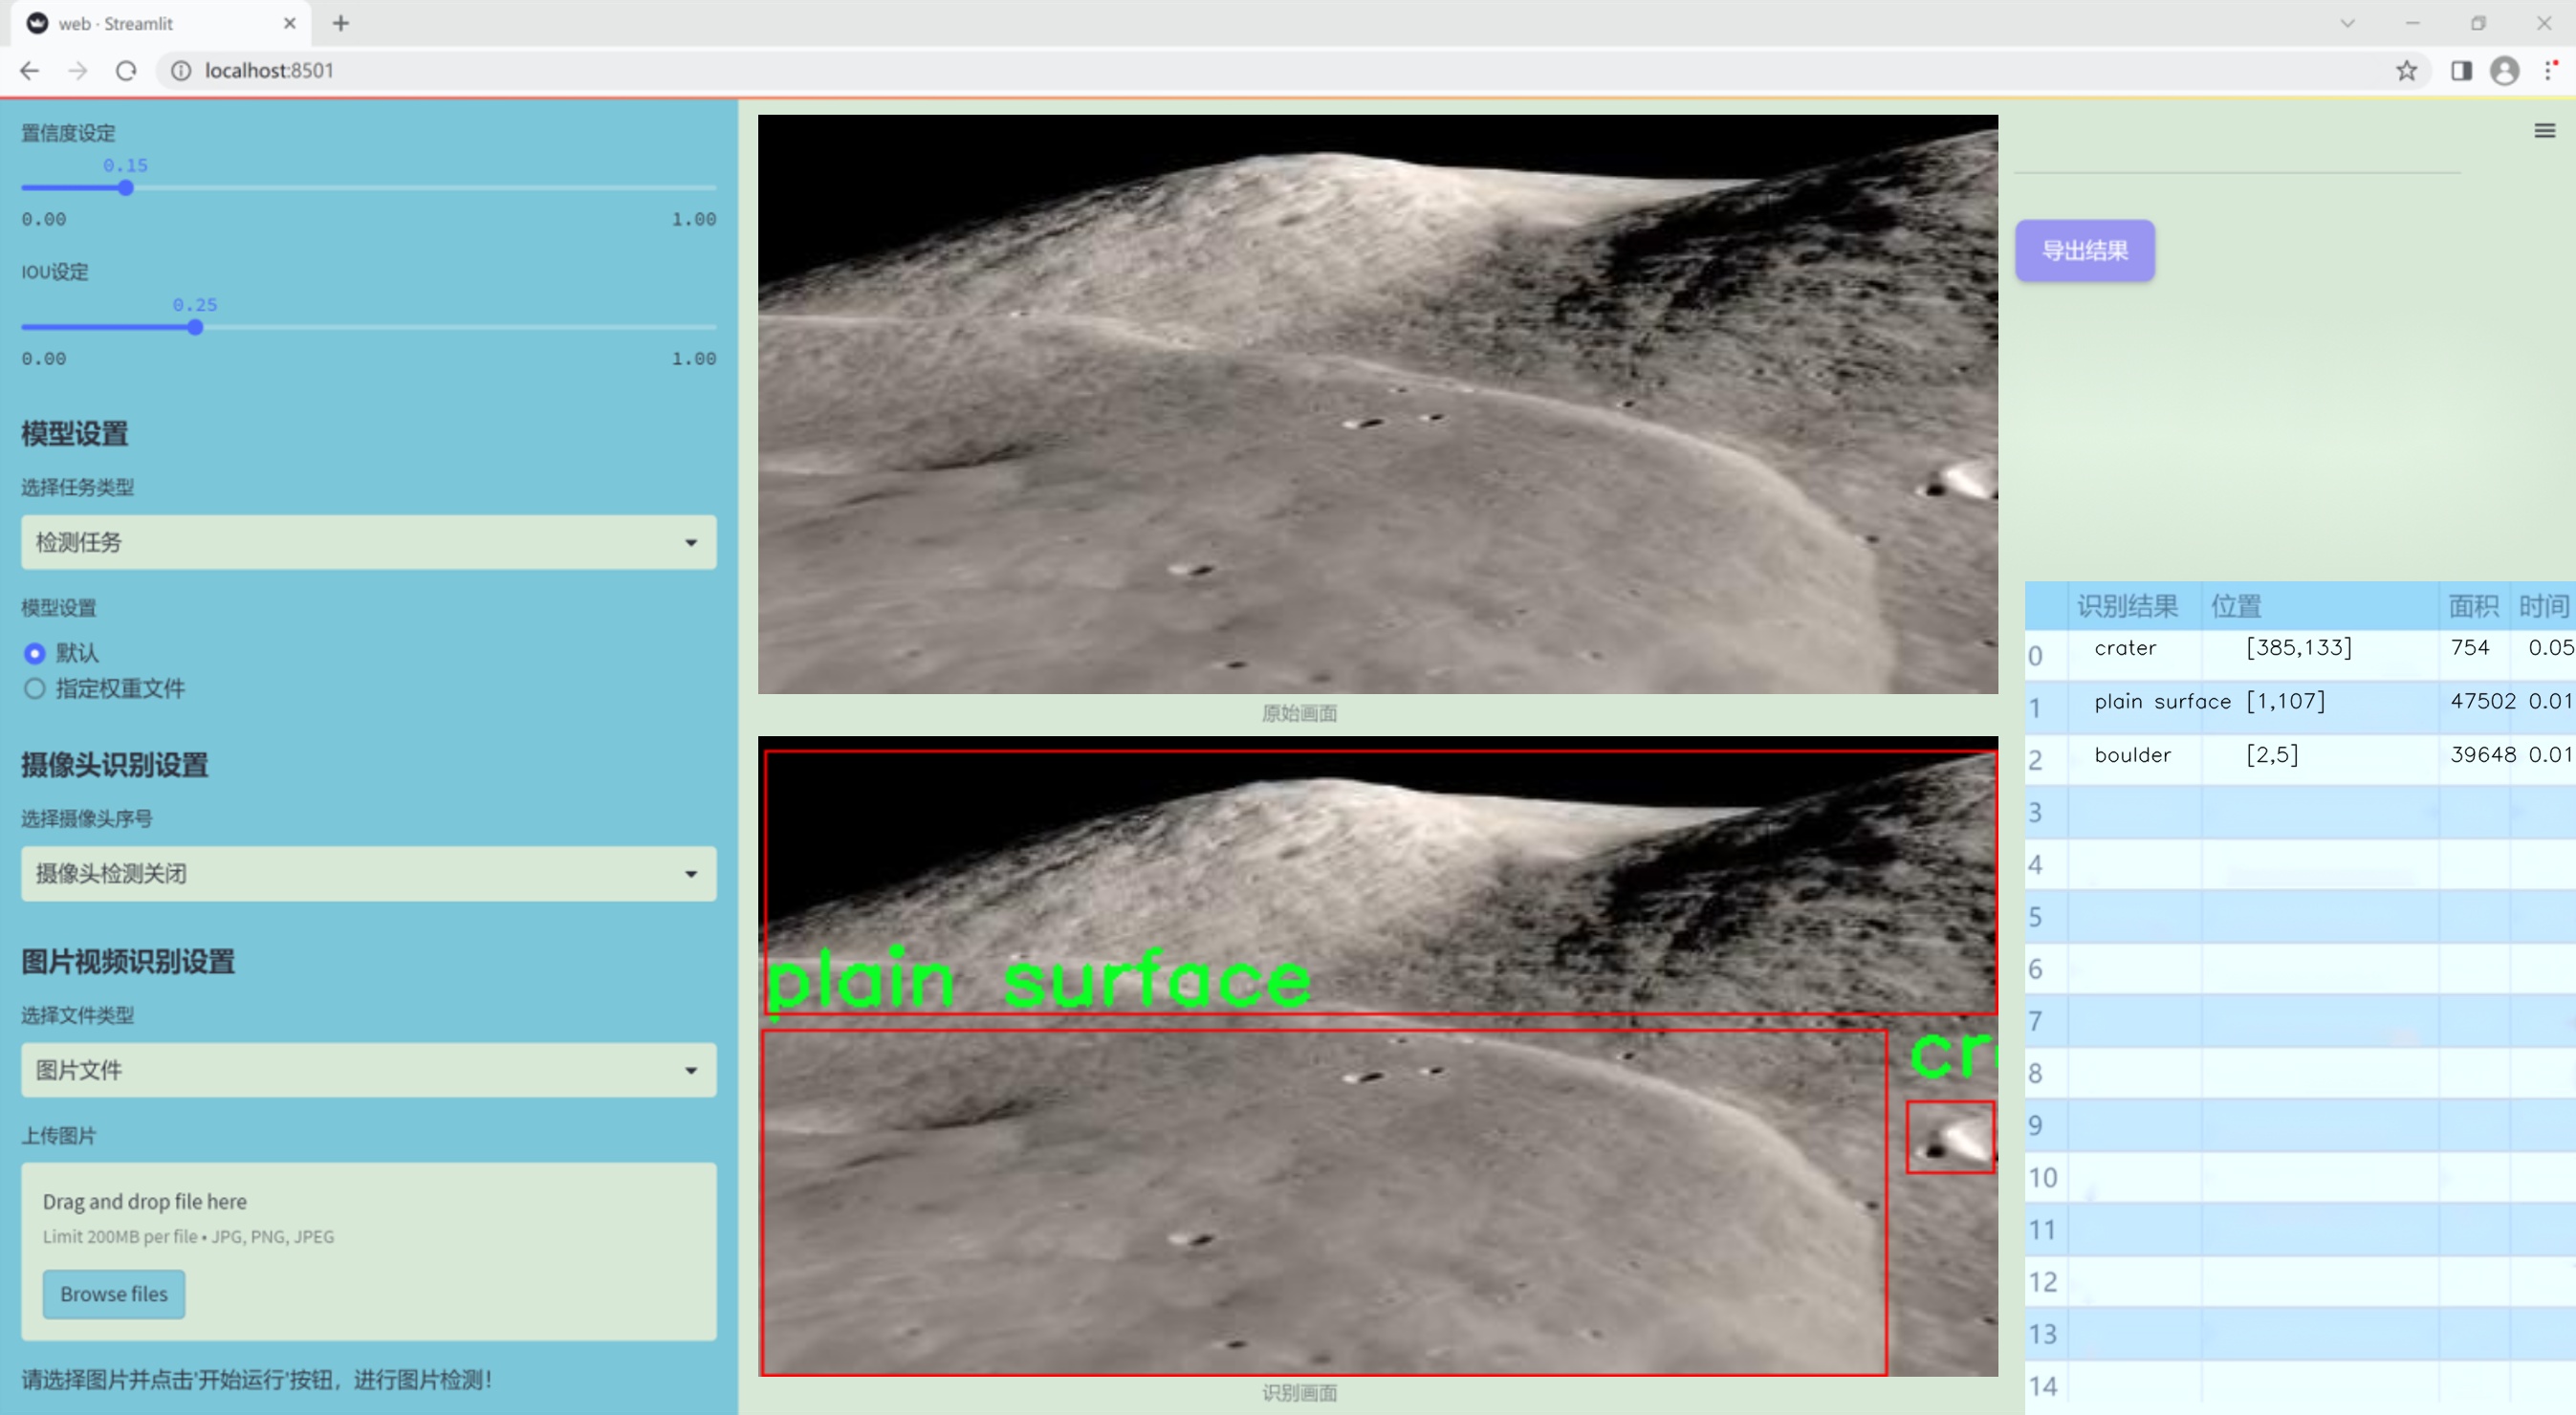 web · Streamlit
localhost:8501
置信度设定
0.15
0.00 1.00
IOU设定
0.25
0.00 1.00
模型设置
选择任务类型
检测任务
模型设置
默认
指定权重文件
摄像头识别设置
选择摄像头序号
摄像头检测关闭
图片视频识别设置
选择文件类型
图片文件
上传图片
Drag and drop file here
Limit 200MB per file • JPG, PNG, JPEG
Browse files
请选择图片并点击'开始运行'按钮，进行图片检测！
原始画面
plain surface
cr
识别画面
导出结果
识别结果 位置 面积 时间
0 crater [385,133] 754 0.05
1 plain surface [1,107] 47502 0.01
2 boulder [2,5] 39648 0.01
3
4
5
6
7
8
9
10
11
12
13
14